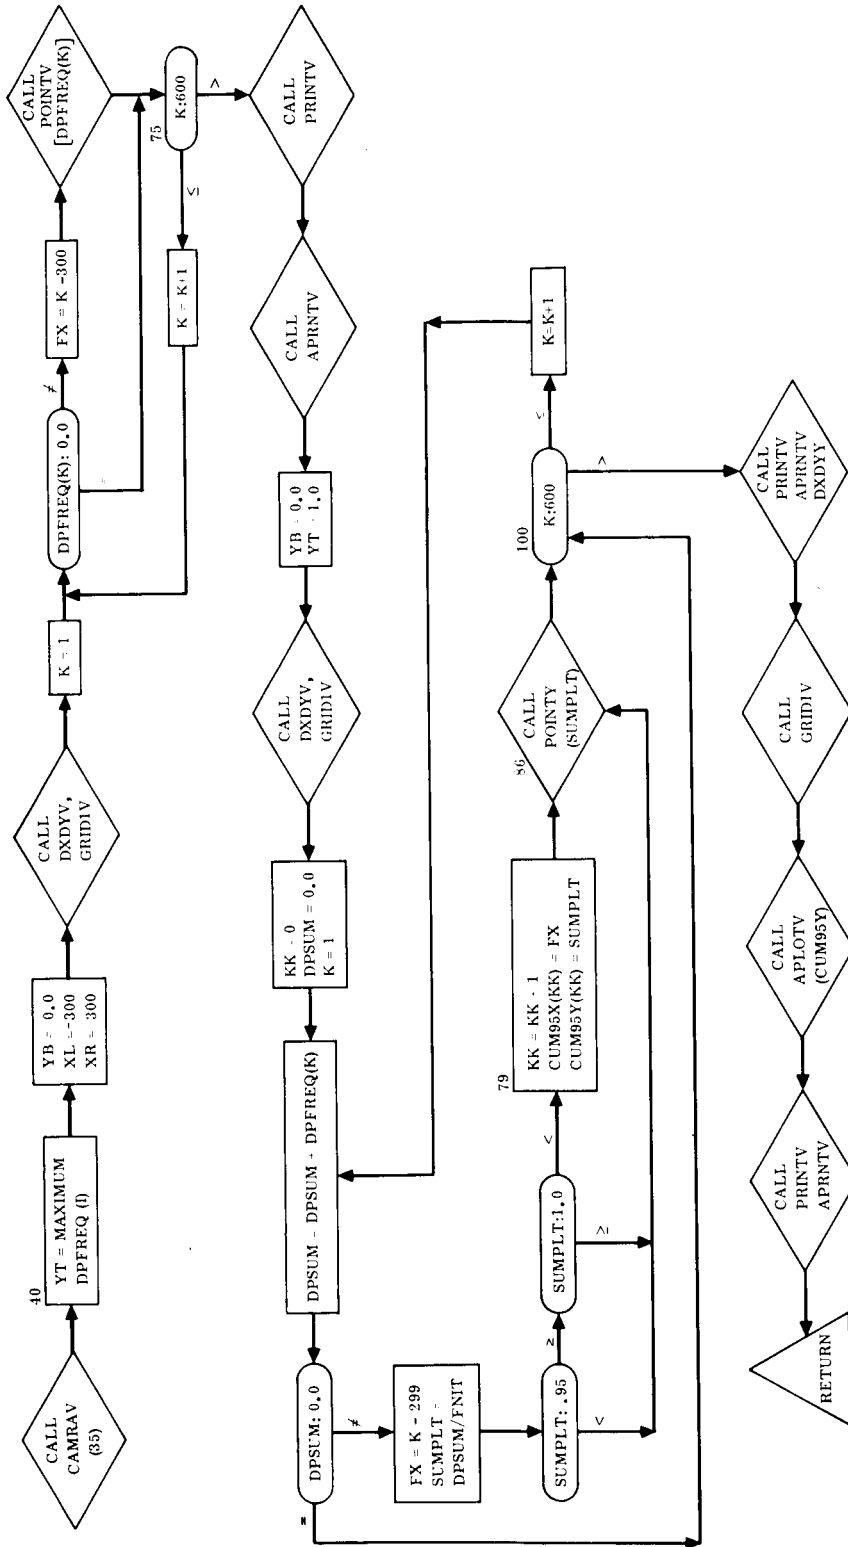 CALL
CAMRAV
(35)
40
YT = MAXIMUM
DPFREQ (I)
YB = 0.0
XL = -300
XR = 300
CALL
DXDYV,
GRID1V
K = 1
DPFREQ(K): 0.0
≠
=
FX = K -300
CALL
POINTV
[DPFREQ(K)]
75
K:600
≤
>
K = K+1
CALL
PRINTV
CALL
APRNTV
YB = 0.0
YT - 1.0
CALL
DXDYV,
GRID1V
KK - 0
DPSUM = 0.0
K = 1
DPSUM - DPSUM + DPFREQ(K)
DPSUM: 0.0
=
≠
FX = K - 299
SUMPLT -
DPSUM/FNIT
SUMPLT: .95
≥
<
SUMPLT:1.0
<
≥
79
KK = KK - 1
CUM95X(KK) = FX
CUM95Y(KK) = SUMPLT
86
CALL
POINTY
(SUMPLT)
100
K:600
≤
>
K=K+1
CALL
PRINTV
APRNTV
DXDYY
CALL
GRID1V
CALL
APLOTV
(CUM95Y)
CALL
PRINTV
APRNTV
RETURN